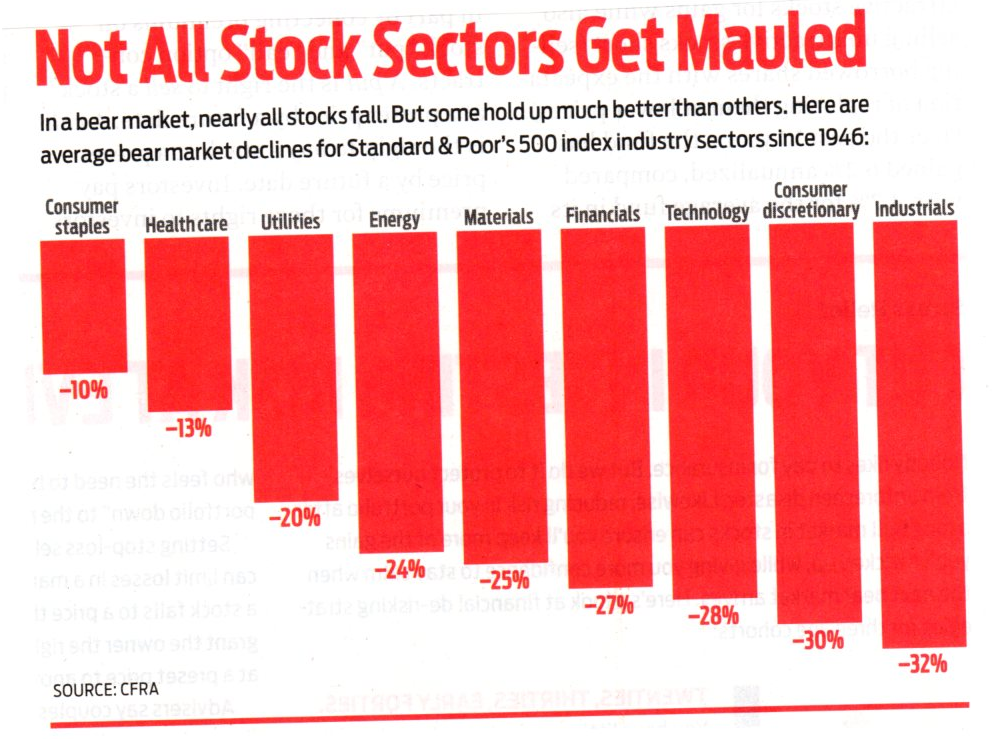 Not All Stock Sectors Get Mauled
In a bear market, nearly all stocks fall. But some hold up much better than others. Here are
average bear market declines for Standard & Poor's 500 index industry sectors since 1946:
Consumer
staples
Health care
Utilities
Energy
Materials
Financials
Technology
Consumer
discretionary
Industrials
–10%
–13%
–20%
–24%
–25%
–27%
–28%
–30%
–32%
SOURCE: CFRA